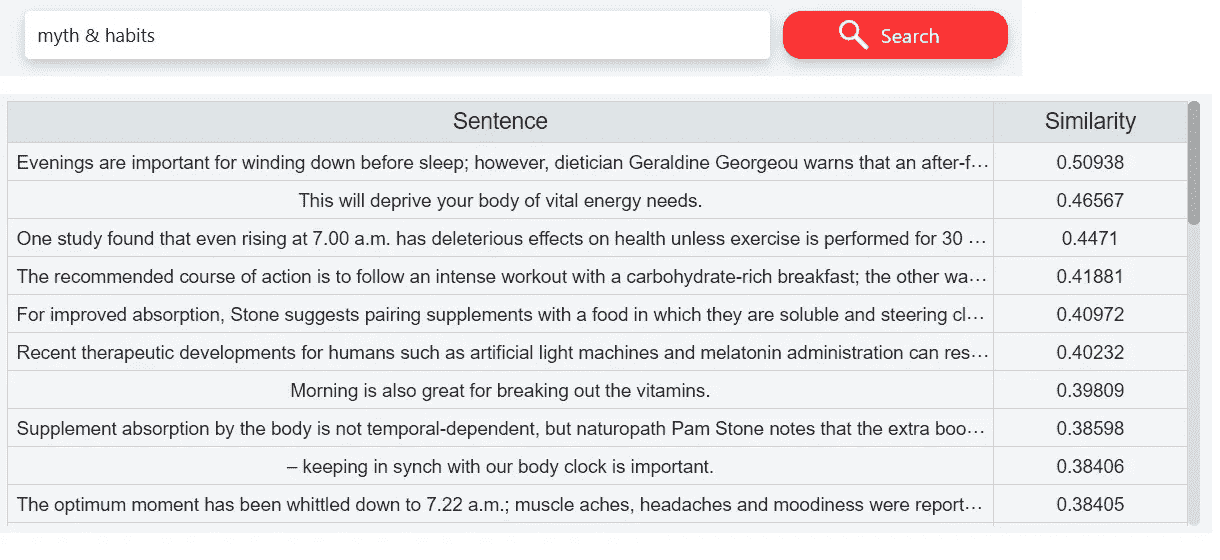 myth & habits
Search
Sentence Similarity
Evenings are important for winding down before sleep; however, dietician Geraldine Georgeou warns that an after-f... 0.50938
This will deprive your body of vital energy needs. 0.46567
One study found that even rising at 7.00 a.m. has deleterious effects on health unless exercise is performed for 30 ... 0.4471
The recommended course of action is to follow an intense workout with a carbohydrate-rich breakfast; the other wa... 0.41881
For improved absorption, Stone suggests pairing supplements with a food in which they are soluble and steering cl... 0.40972
Recent therapeutic developments for humans such as artificial light machines and melatonin administration can res... 0.40232
Morning is also great for breaking out the vitamins. 0.39809
Supplement absorption by the body is not temporal-dependent, but naturopath Pam Stone notes that the extra boo... 0.38598
– keeping in synch with our body clock is important. 0.38406
The optimum moment has been whittled down to 7.22 a.m.; muscle aches, headaches and moodiness were report... 0.38405